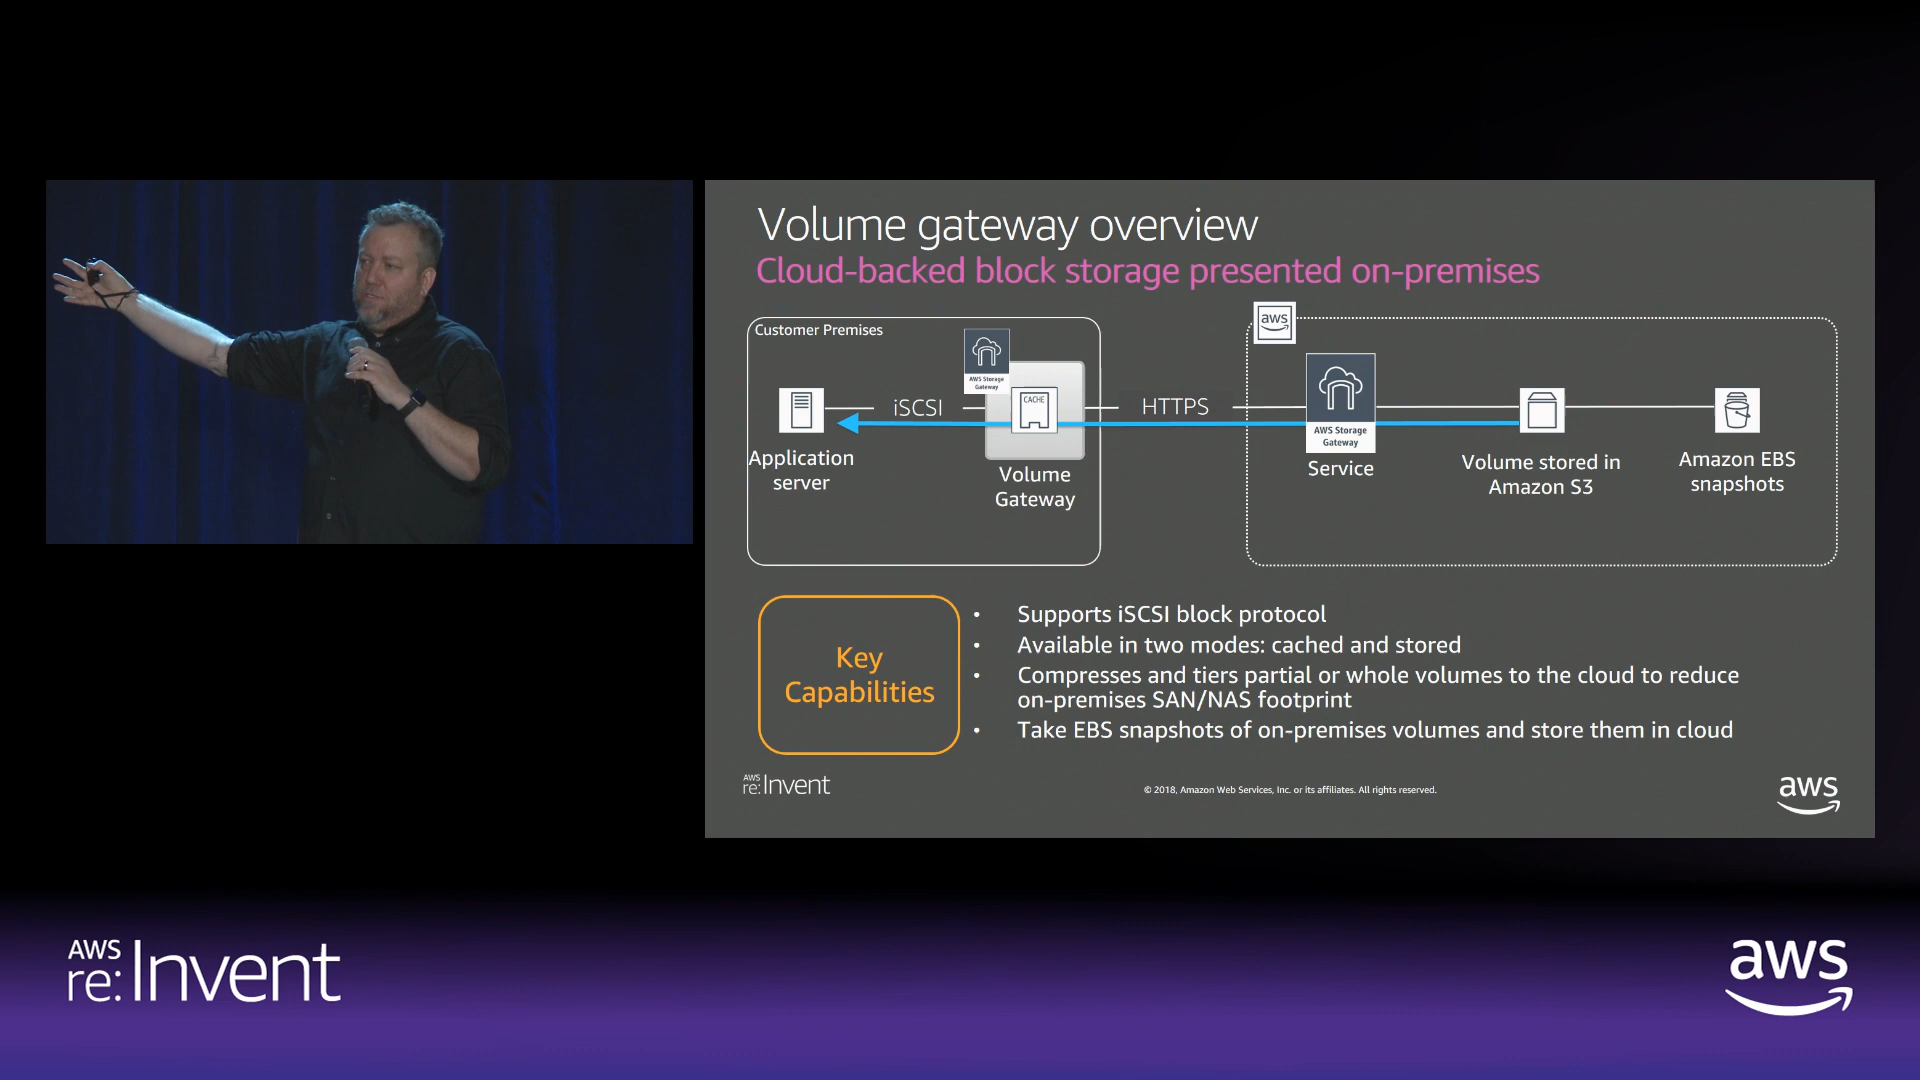 Volume gateway overview
Cloud-backed block storage presented on-premises
Customer Premises
aws
AWS Storage
Gateway
CACHE
iSCSI
HTTPS
AWS Storage
Gateway
Application
server
Volume
Gateway
Service
Volume stored in
Amazon S3
Amazon EBS
snapshots
Key
Capabilities
• Supports iSCSI block protocol
• Available in two modes: cached and stored
• Compresses and tiers partial or whole volumes to the cloud to reduce
on-premises SAN/NAS footprint
• Take EBS snapshots of on-premises volumes and store them in cloud
AWS
re:Invent
© 2018, Amazon Web Services, Inc. or its affiliates. All rights reserved.
aws
AWS
re:Invent
aws